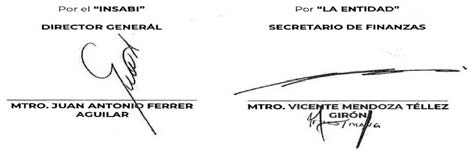 Por el "INSABI"
DIRECTOR GENERAL
MTRO. JUAN ANTONIO FERRER
AGUILAR
Por "LA ENTIDAD"
SECRETARIO DE FINANZAS
MTRO. VICENTE MENDOZA TÉLLEZ
GIRÓN